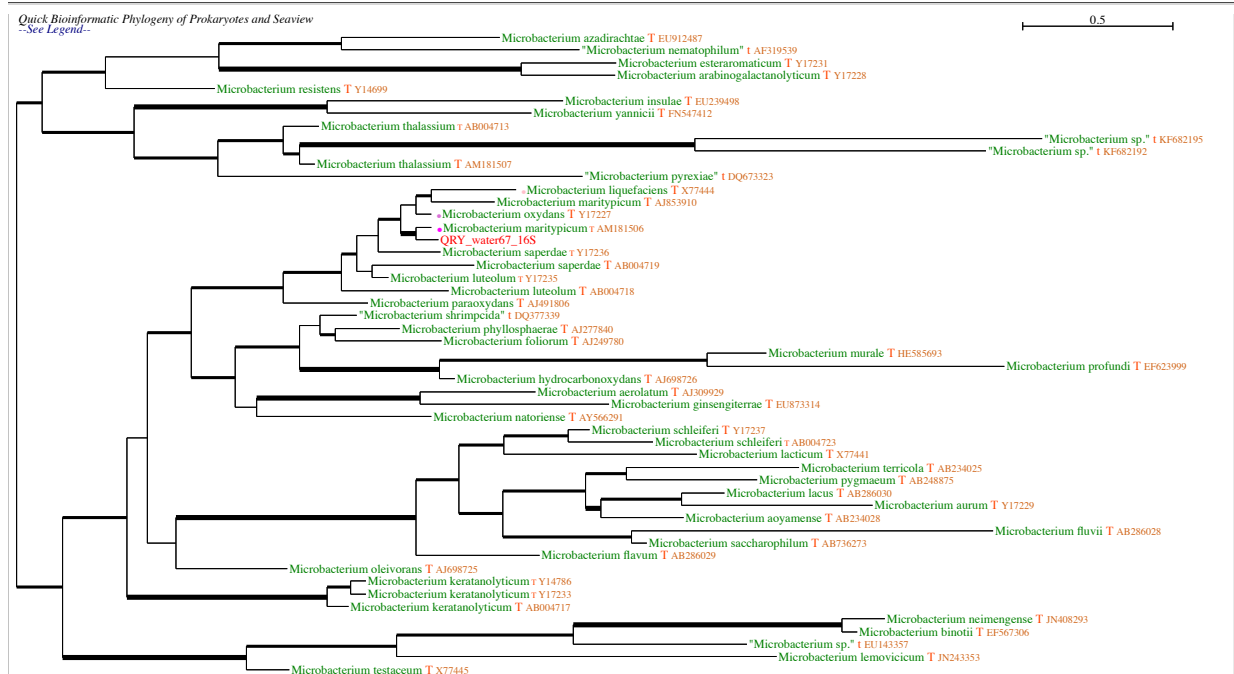 Quick Bioinformatic Phylogeny of Prokaryotes and Seaview
--See Legend--
0.5
Microbacterium azadirachtae T EU912487
"Microbacterium nematophilum" t AF319539
Microbacterium esteraromaticum T Y17231
Microbacterium arabinogalactanolyticum T Y17228
Microbacterium resistens T Y14699
Microbacterium insulae T EU239498
Microbacterium yannicii T FN547412
Microbacterium thalassium T AB004713
"Microbacterium sp." t KF682195
"Microbacterium sp." t KF682192
Microbacterium thalassium T AM181507
"Microbacterium pyrexiae" t DQ673323
Microbacterium liquefaciens T X77444
Microbacterium maritypicum T AJ853910
Microbacterium oxydans T Y17227
Microbacterium maritypicum T AM181506
QRY_water67_16S
Microbacterium saperdae T Y17236
Microbacterium saperdae T AB004719
Microbacterium luteolum T Y17235
Microbacterium luteolum T AB004718
Microbacterium paraoxydans T AJ491806
"Microbacterium shrimpcida" t DQ377339
Microbacterium phyllosphaerae T AJ277840
Microbacterium foliorum T AJ249780
Microbacterium murale T HE585693
Microbacterium profundi T EF623999
Microbacterium hydrocarbonoxydans T AJ698726
Microbacterium aerolatum T AJ309929
Microbacterium ginsengiterrae T EU873314
Microbacterium natoriense T AY566291
Microbacterium schleiferi T Y17237
Microbacterium schleiferi T AB004723
Microbacterium lacticum T X77441
Microbacterium terricola T AB234025
Microbacterium pygmaeum T AB248875
Microbacterium lacus T AB286030
Microbacterium aurum T Y17229
Microbacterium aoyamense T AB234028
Microbacterium fluvii T AB286028
Microbacterium saccharophilum T AB736273
Microbacterium flavum T AB286029
Microbacterium oleivorans T AJ698725
Microbacterium keratanolyticum T Y14786
Microbacterium keratanolyticum T Y17233
Microbacterium keratanolyticum T AB004717
Microbacterium neimengense T JN408293
Microbacterium binotii T EF567306
"Microbacterium sp." t EU143357
Microbacterium lemovicicum T JN243353
Microbacterium testaceum T X77445